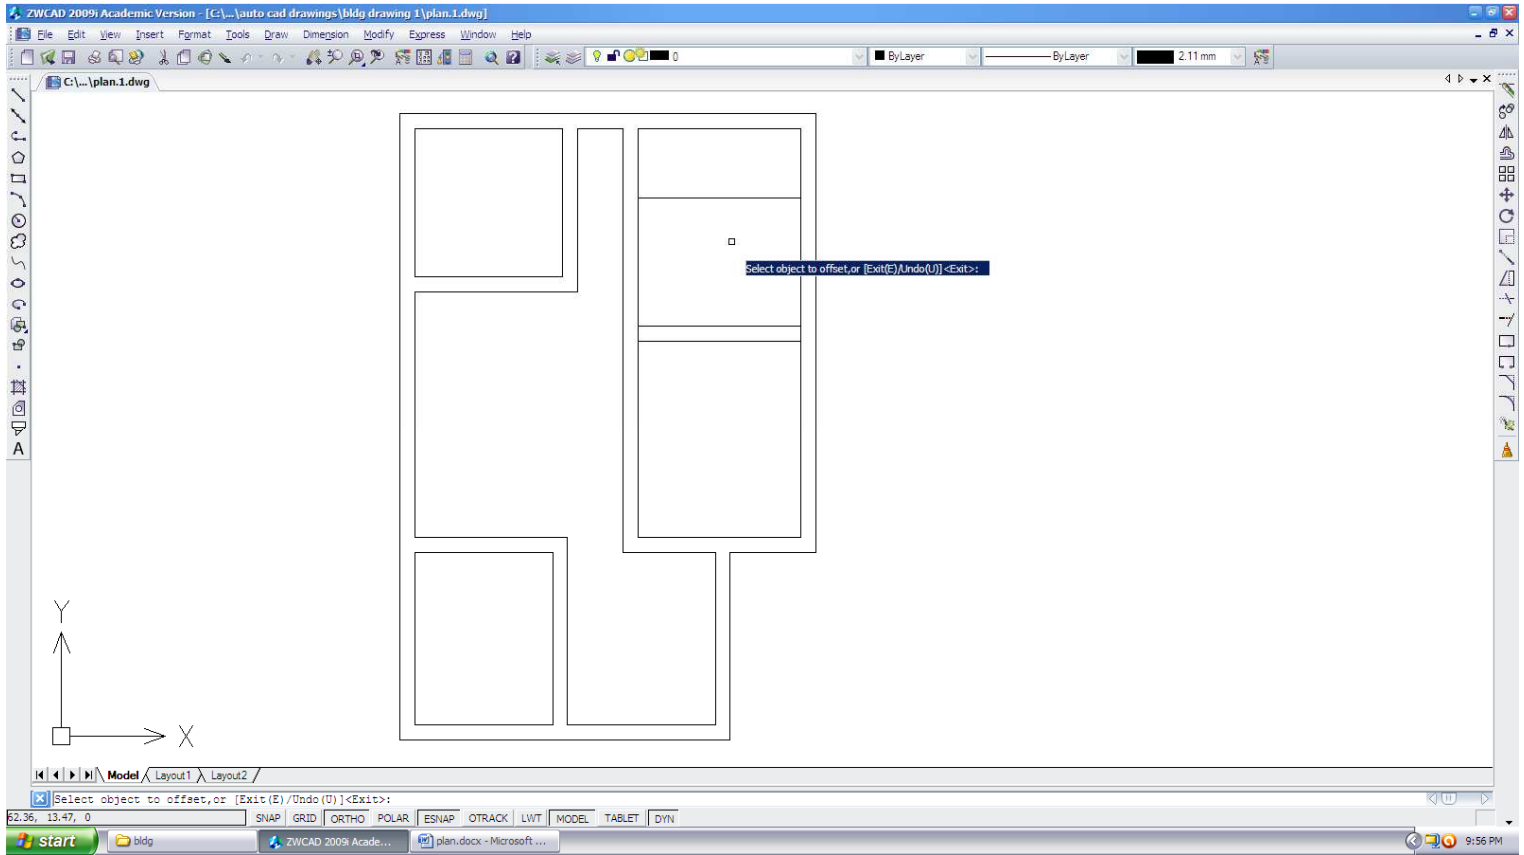 ZWCAD 2009i Academic Version - [C:\...\auto cad drawings\bldg drawing 1\plan.1.dwg]
File Edit View Insert Format Tools Draw Dimension Modify Express Window Help
0 ByLayer ByLayer 2.11 mm
C:\...\plan.1.dwg
Select object to offset,or [Exit(E)/Undo(U)]<Exit>:
A
Y
X
Model Layout1 Layout2
Select object to offset,or [Exit(E)/Undo(U)]<Exit>:
62.36, 13.47, 0 SNAP GRID ORTHO POLAR ESNAP OTRACK LWT MODEL TABLET DYN
start bldg ZWCAD 2009i Acade... plan.docx - Microsoft ... 9:56 PM